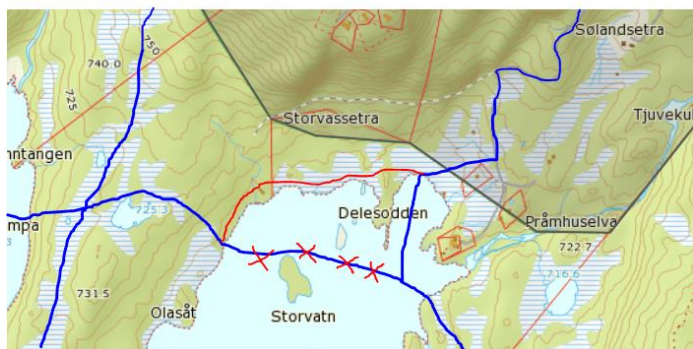 Sølandsetra
750
740 0
725
Storvassetra
Tjuvekul
nntangen
Delesodden
725.3
mpa
Pråmhuselva
722 7
716.6
731.5
Olasåt
Storvatn